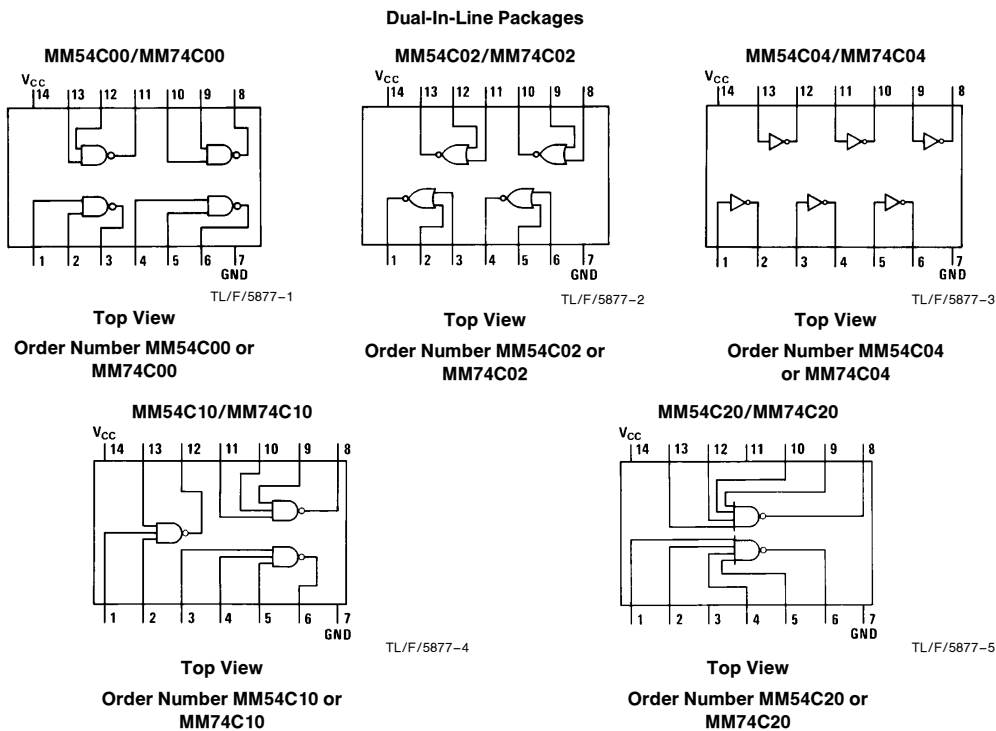 Dual-In-Line Packages
MM54C00/MM74C00
VCC
14 13 12 11 10 9 8
1 2 3 4 5 6 7
GND
TL/F/5877–1
Top View
Order Number MM54C00 or
MM74C00
MM54C02/MM74C02
VCC
14 13 12 11 10 9 8
1 2 3 4 5 6 7
GND
TL/F/5877–2
Top View
Order Number MM54C02 or
MM74C02
MM54C04/MM74C04
VCC
14 13 12 11 10 9 8
1 2 3 4 5 6 7
GND
TL/F/5877–3
Top View
Order Number MM54C04
or MM74C04
MM54C10/MM74C10
VCC
14 13 12 11 10 9 8
1 2 3 4 5 6 7
GND
TL/F/5877–4
Top View
Order Number MM54C10 or
MM74C10
MM54C20/MM74C20
VCC
14 13 12 11 10 9 8
1 2 3 4 5 6 7
GND
TL/F/5877–5
Top View
Order Number MM54C20 or
MM74C20